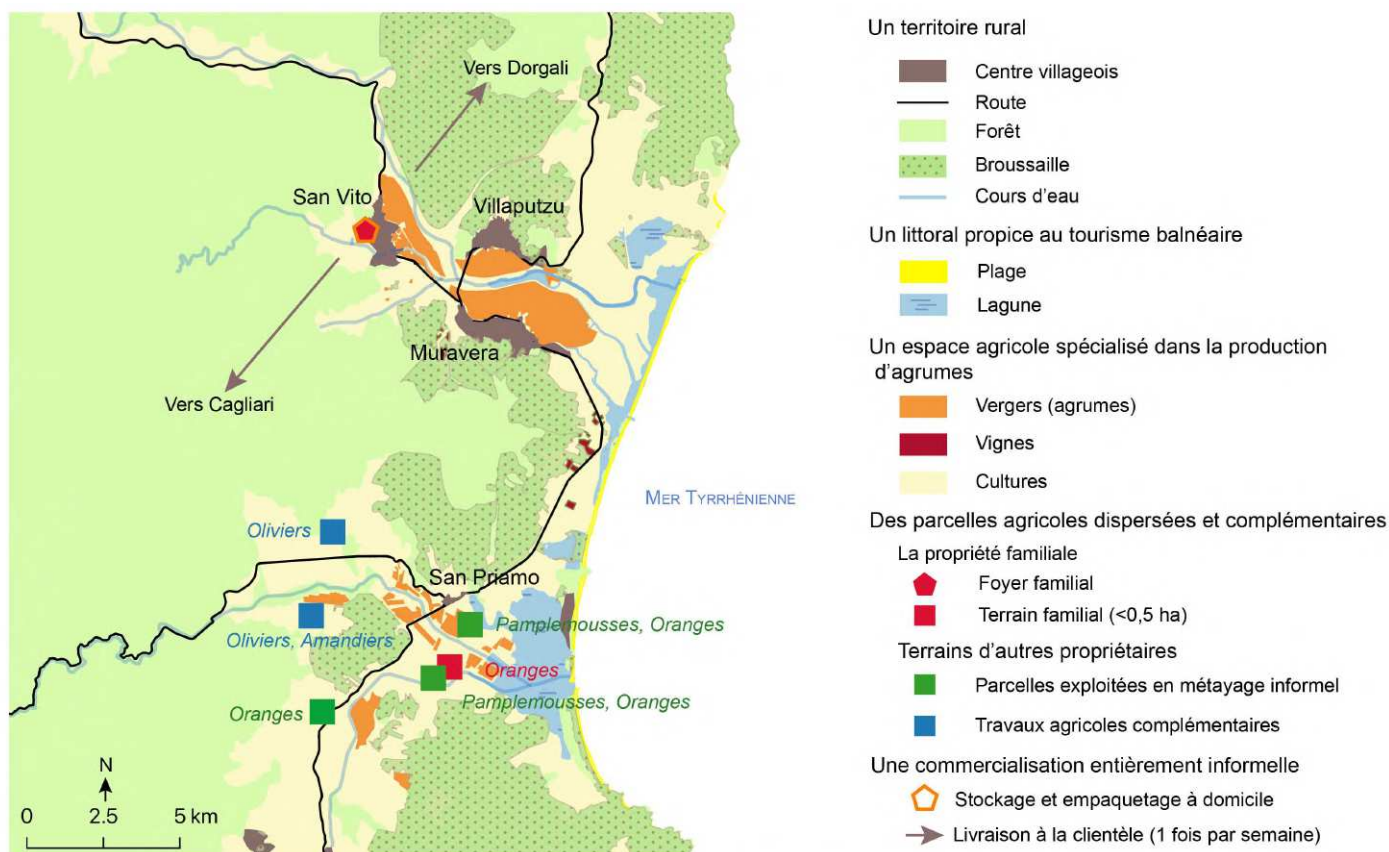 Vers Dorgali
San Vito
Villaputzu
Muravera
Vers Cagliari
MER TYRRHÉNIENNE
Oliviers
San Priamo
Pamplemousses, Oranges
Oliviers, Amandiers
Oranges
Pamplemousses, Oranges
Oranges
N
0 2.5 5 km
Un territoire rural
Centre villageois
Route
Forêt
Broussaille
Cours d'eau
Un littoral propice au tourisme balnéaire
Plage
Lagune
Un espace agricole spécialisé dans la production
d'agrumes
Vergers (agrumes)
Vignes
Cultures
Des parcelles agricoles dispersées et complémentaires
La propriété familiale
Foyer familial
Terrain familial (<0,5 ha)
Terrains d'autres propriétaires
Parcelles exploitées en métayage informel
Travaux agricoles complémentaires
Une commercialisation entièrement informelle
Stockage et empaquetage à domicile
Livraison à la clientèle (1 fois par semaine)